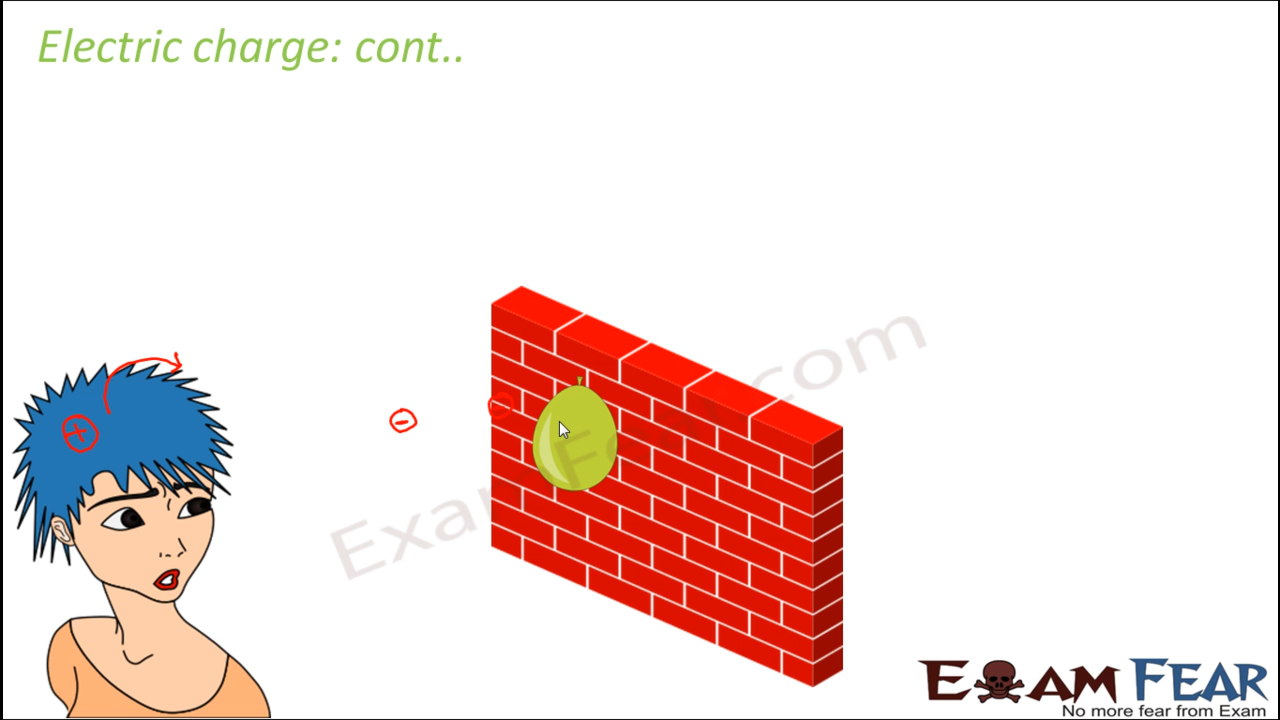 Electric charge: cont..
+
-
-
ExamFear.com
EXAM FEAR
No more fear from Exam